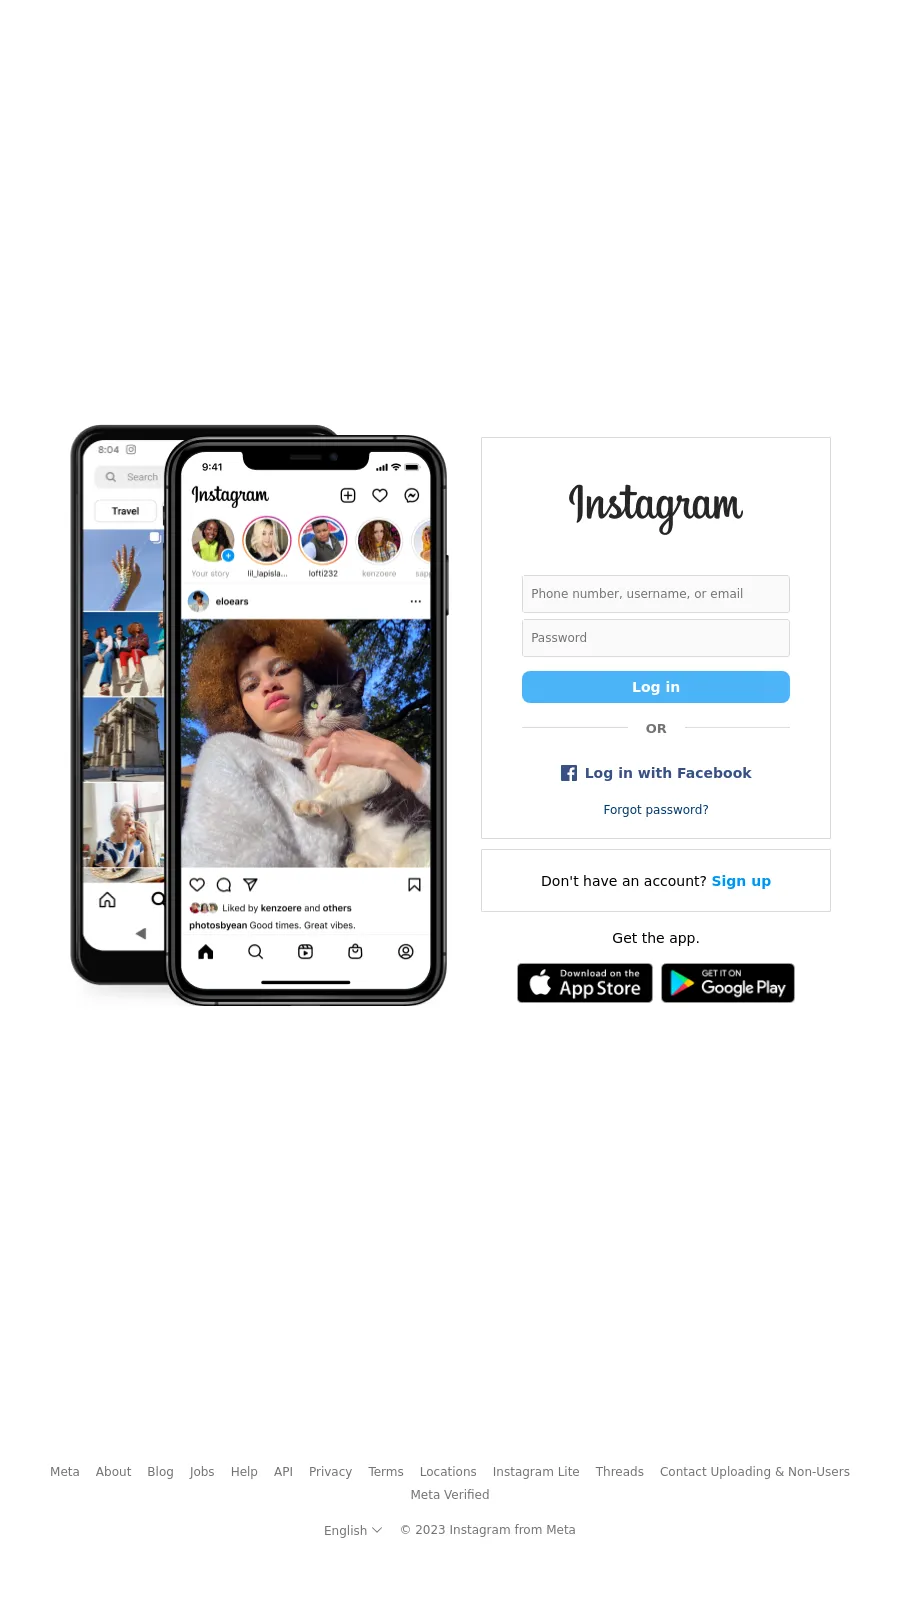 8:04
Search
Travel
9:41
Instagram
Your story
lil_lapisla...
lofti232
kenzoere
eloears
...
Liked by kenzoere and others
photosbyean Good times. Great vibes.
Instagram
Phone number, username, or email
Password
Log in
OR
Log in with Facebook
Forgot password?
Don't have an account? Sign up
Get the app.
Download on the
App Store
GET IT ON
Google Play
Meta About Blog Jobs Help API Privacy Terms Locations Instagram Lite Threads Contact Uploading & Non-Users
Meta Verified
English © 2023 Instagram from Meta